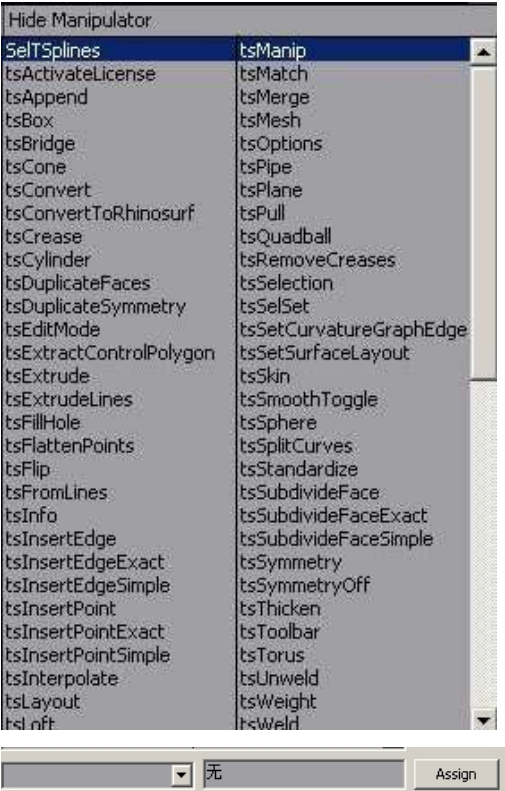 Hide Manipulator
SelTSplines
tsActivateLicense
tsAppend
tsBox
tsBridge
tsCone
tsConvert
tsConvertToRhinosurf
tsCrease
tsCylinder
tsDuplicateFaces
tsDuplicateSymmetry
tsEditMode
tsExtractControlPolygon
tsExtrude
tsExtrudeLines
tsFillHole
tsFlattenPoints
tsFlip
tsFromLines
tsInfo
tsInsertEdge
tsInsertEdgeExact
tsInsertEdgeSimple
tsInsertPoint
tsInsertPointExact
tsInsertPointSimple
tsInterpolate
tsLayout
tsLoft
tsManip
tsMatch
tsMerge
tsMesh
tsOptions
tsPipe
tsPlane
tsPull
tsQuadball
tsRemoveCreases
tsSelection
tsSelSet
tsSetCurvatureGraphEdge
tsSetSurfaceLayout
tsSkin
tsSmoothToggle
tsSphere
tsSplitCurves
tsStandardize
tsSubdivideFace
tsSubdivideFaceExact
tsSubdivideFaceSimple
tsSymmetry
tsSymmetryOff
tsThicken
tsToolbar
tsTorus
tsUnweld
tsWeight
tsWeld
无
Assign